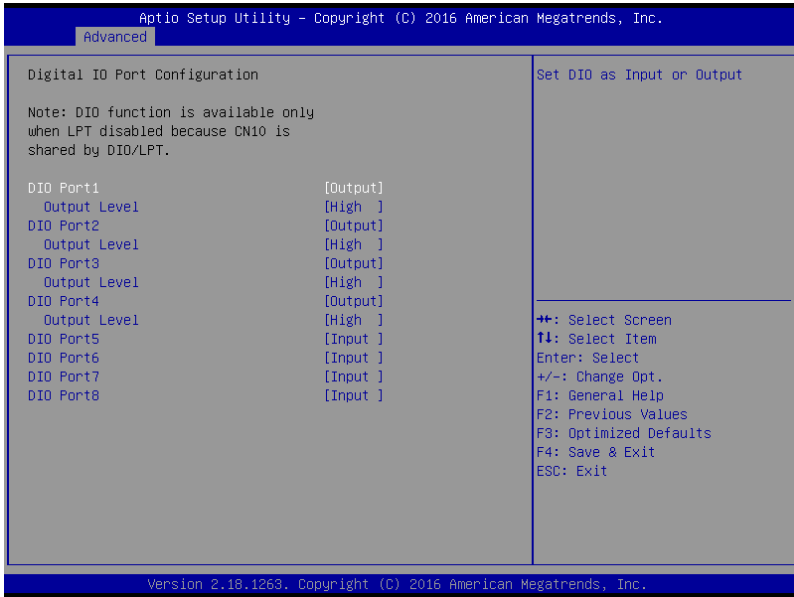 Aptio Setup Utility – Copyright (C) 2016 American Megatrends, Inc.
Advanced
Digital IO Port Configuration
Note: DIO function is available only
when LPT disabled because CN10 is
shared by DIO/LPT.
DIO Port1 [Output]
Output Level [High ]
DIO Port2 [Output]
Output Level [High ]
DIO Port3 [Output]
Output Level [High ]
DIO Port4 [Output]
Output Level [High ]
DIO Port5 [Input ]
DIO Port6 [Input ]
DIO Port7 [Input ]
DIO Port8 [Input ]
Set DIO as Input or Output
→←: Select Screen
↑↓: Select Item
Enter: Select
+/-: Change Opt.
F1: General Help
F2: Previous Values
F3: Optimized Defaults
F4: Save & Exit
ESC: Exit
Version 2.18.1263. Copyright (C) 2016 American Megatrends, Inc.